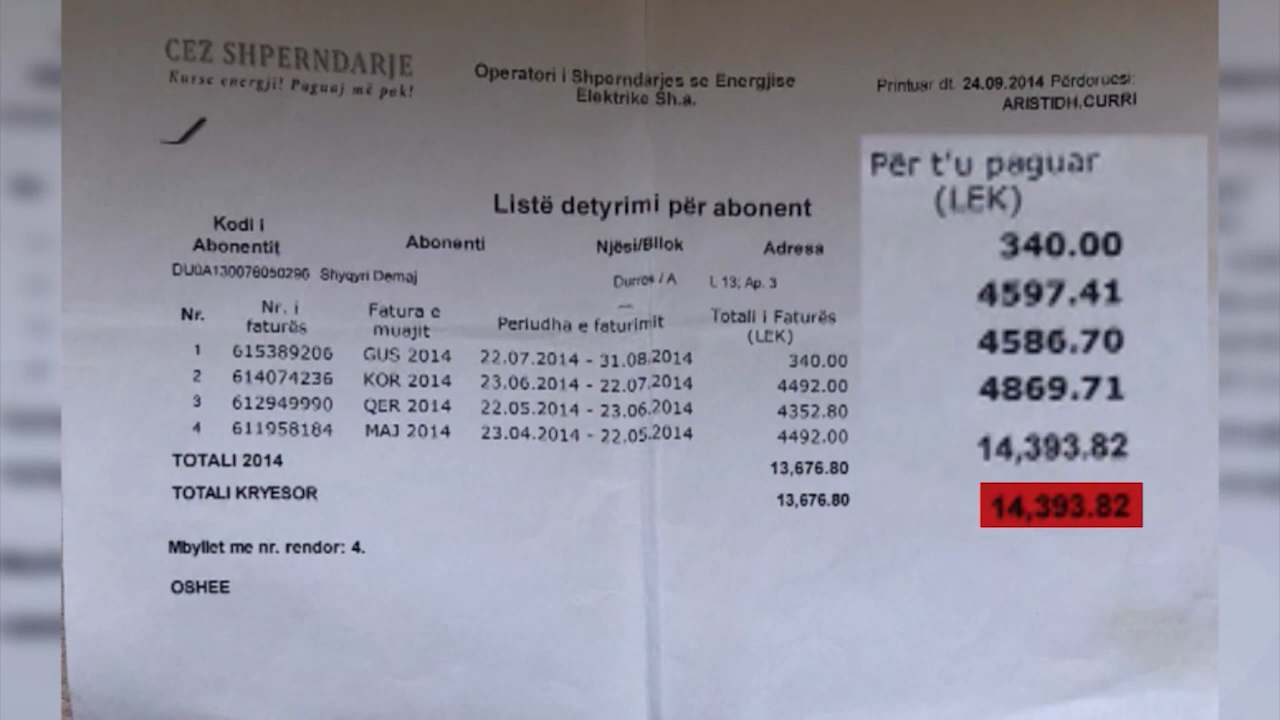 CEZ SHPERNDARJE
Kurse energji! Paguaj më pak!
Operatori i Shperndarjes se Energjise
Elektrike Sh.a.
Printuar dt. 24.09.2014 Përdoruesi:
ARISTIDH.CURRI
Listë detyrimi për abonent
Kodi i
Abonentit
Abonenti
Njësi/Bllok
Adresa
DU0A130076050296 Shyqyri Demaj
Durrës / A
L 13; Ap. 3
Nr.
Nr. i
faturës
Fatura e
muajit
Periudha e faturimit
Totali i Faturës
(LEK)
Për t'u paguar
(LEK)
1 615389206 GUS 2014 22.07.2014 - 31.08.2014 340.00 340.00
2 614074236 KOR 2014 23.06.2014 - 22.07.2014 4492.00 4597.41
3 612949990 QER 2014 22.05.2014 - 23.06.2014 4352.80 4586.70
4 611958184 MAJ 2014 23.04.2014 - 22.05.2014 4492.00 4869.71
TOTALI 2014 13,676.80 14,393.82
TOTALI KRYESOR 13,676.80 14,393.82
Mbyllet me nr. rendor: 4.
OSHEE